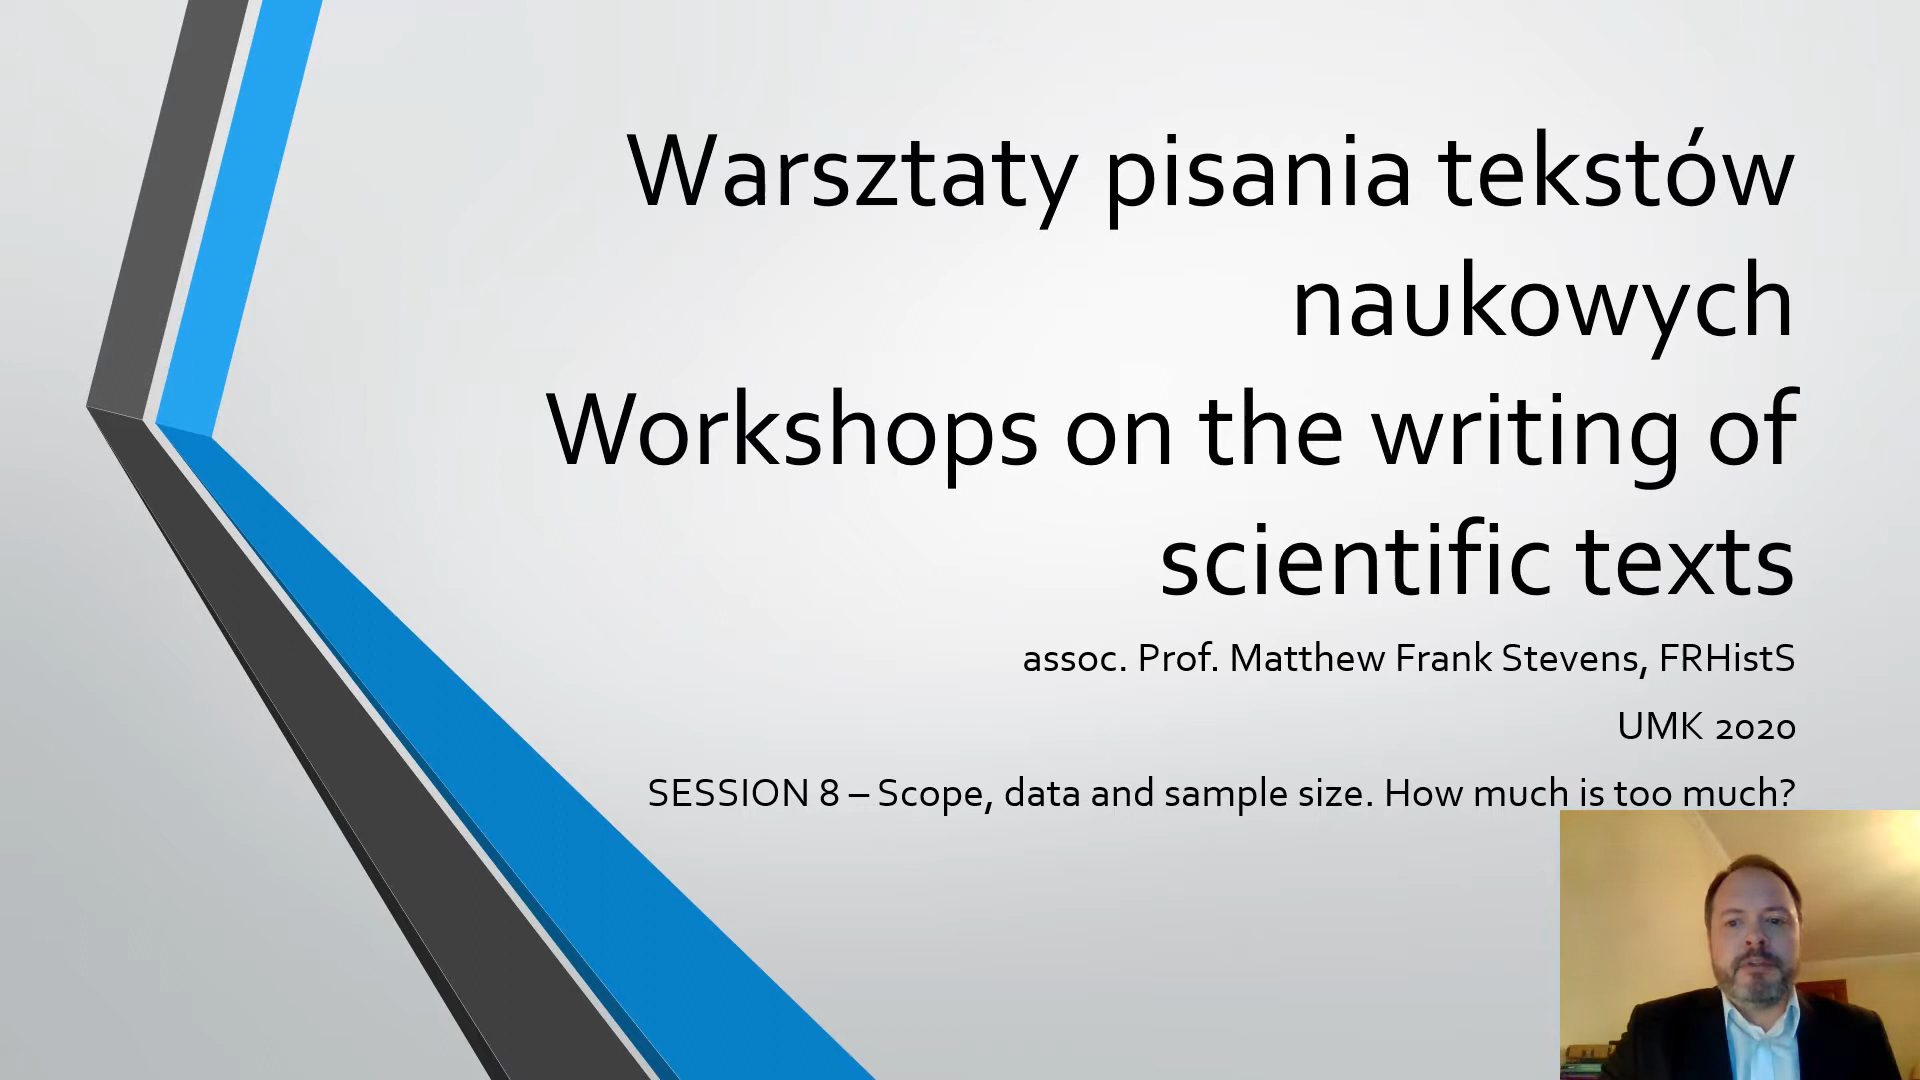 Warsztaty pisania tekstów
naukowych
Workshops on the writing of
scientific texts
assoc. Prof. Matthew Frank Stevens, FRHistS
UMK 2020
SESSION 8 – Scope, data and sample size. How much is too much?